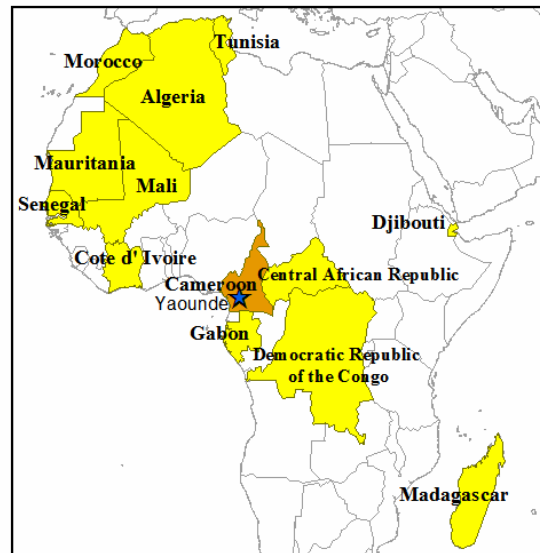 Tunisia
Morocco
Algeria
Mauritania
Mali
Senegal
Djibouti
Cote d' Ivoire
Central African Republic
Cameroon
Yaounde
Gabon
Democratic Republic
of the Congo
Madagascar